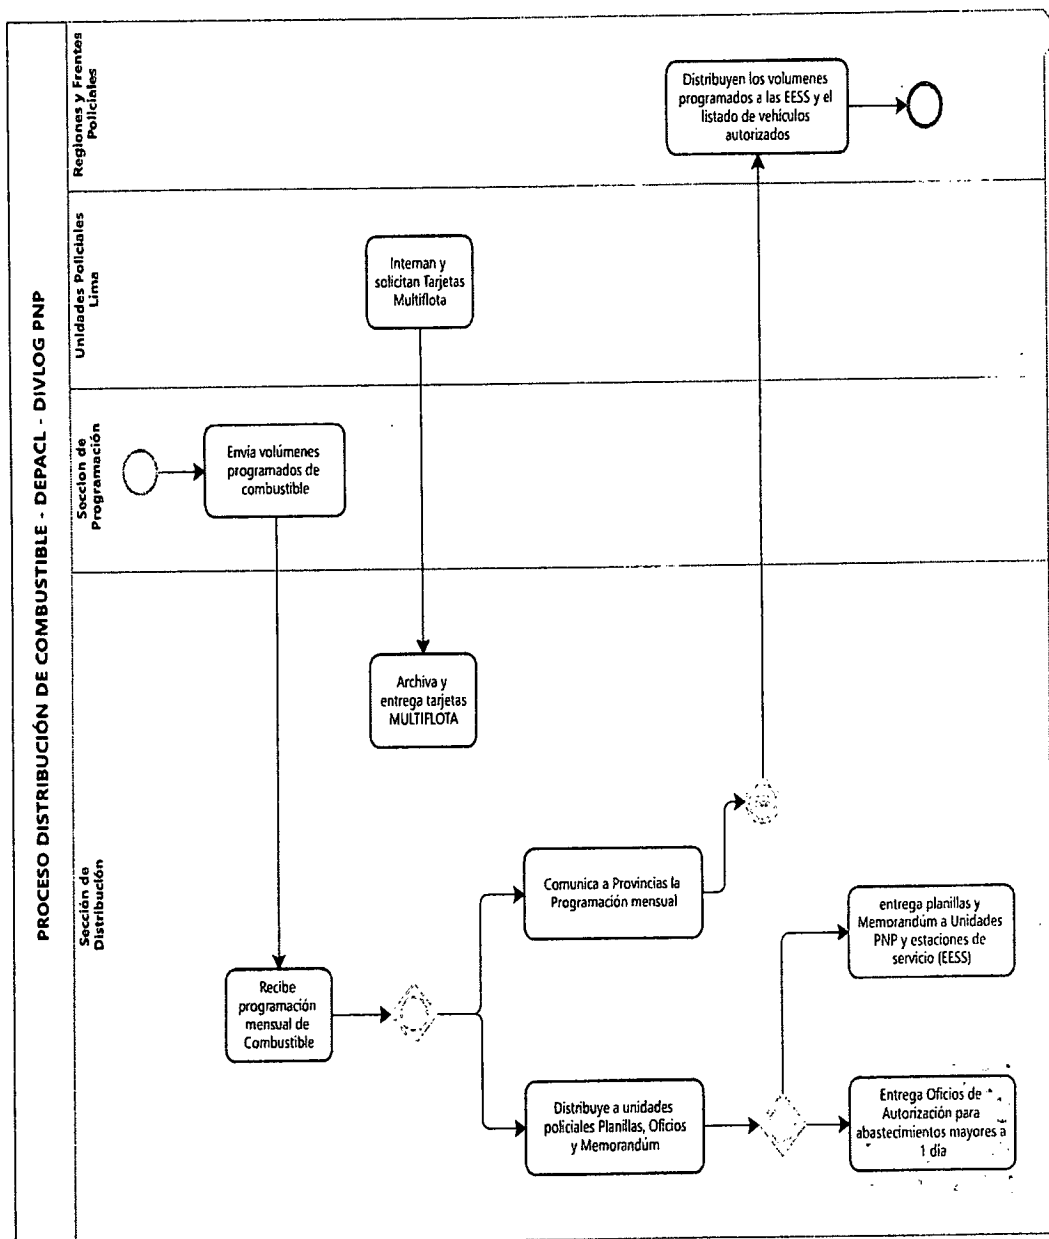 PROCESO DISTRIBUCIÓN DE COMBUSTIBLE - DEPACL - DIVLOG PNP
Regiones y Frentes
Policiales
Distribuyen los volumenes
programados a las EESS y el
listado de vehículos
autorizados
Unidades Policiales
Lima
Internan y
solicitan Tarjetas
Multiflota
Seccion de
Programación
Envía volúmenes
programados de
combustible
Sección de
Distribución
Archiva y
entrega tarjetas
MULTIFLOTA
Comunica a Provincias la
Programación mensual
entrega planillas y
Memorandúm a Unidades
PNP y estaciones de
servicio (EESS)
Recibe
programación
mensual de
Combustible
Distribuye a unidades
policiales Planillas, Oficios
y Memorandúm
Entrega Oficios de
Autorización para
abastecimientos mayores a
1 día